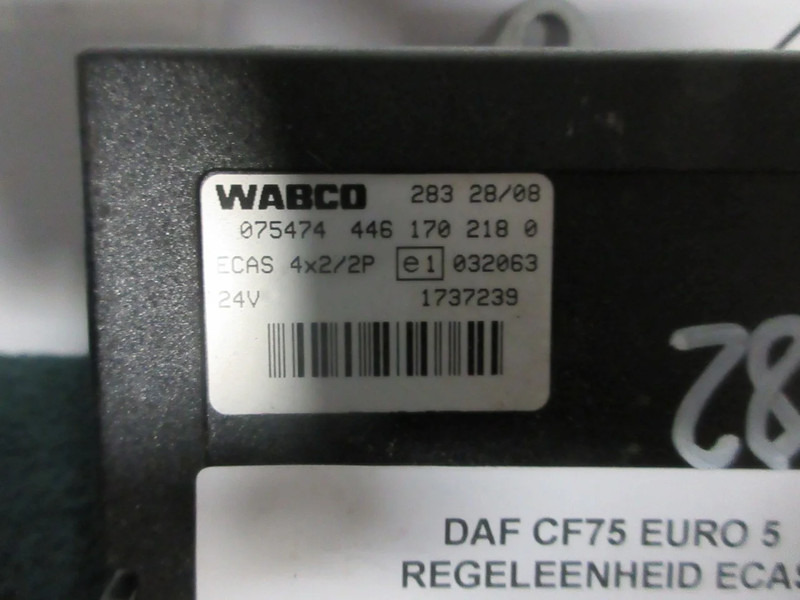 WABCO 283 28/08
075474 446 170 218 0
ECAS 4x2/2P e1 032063
24V 1737239
282
DAF CF75 EURO 5
REGELEENHEID ECAS